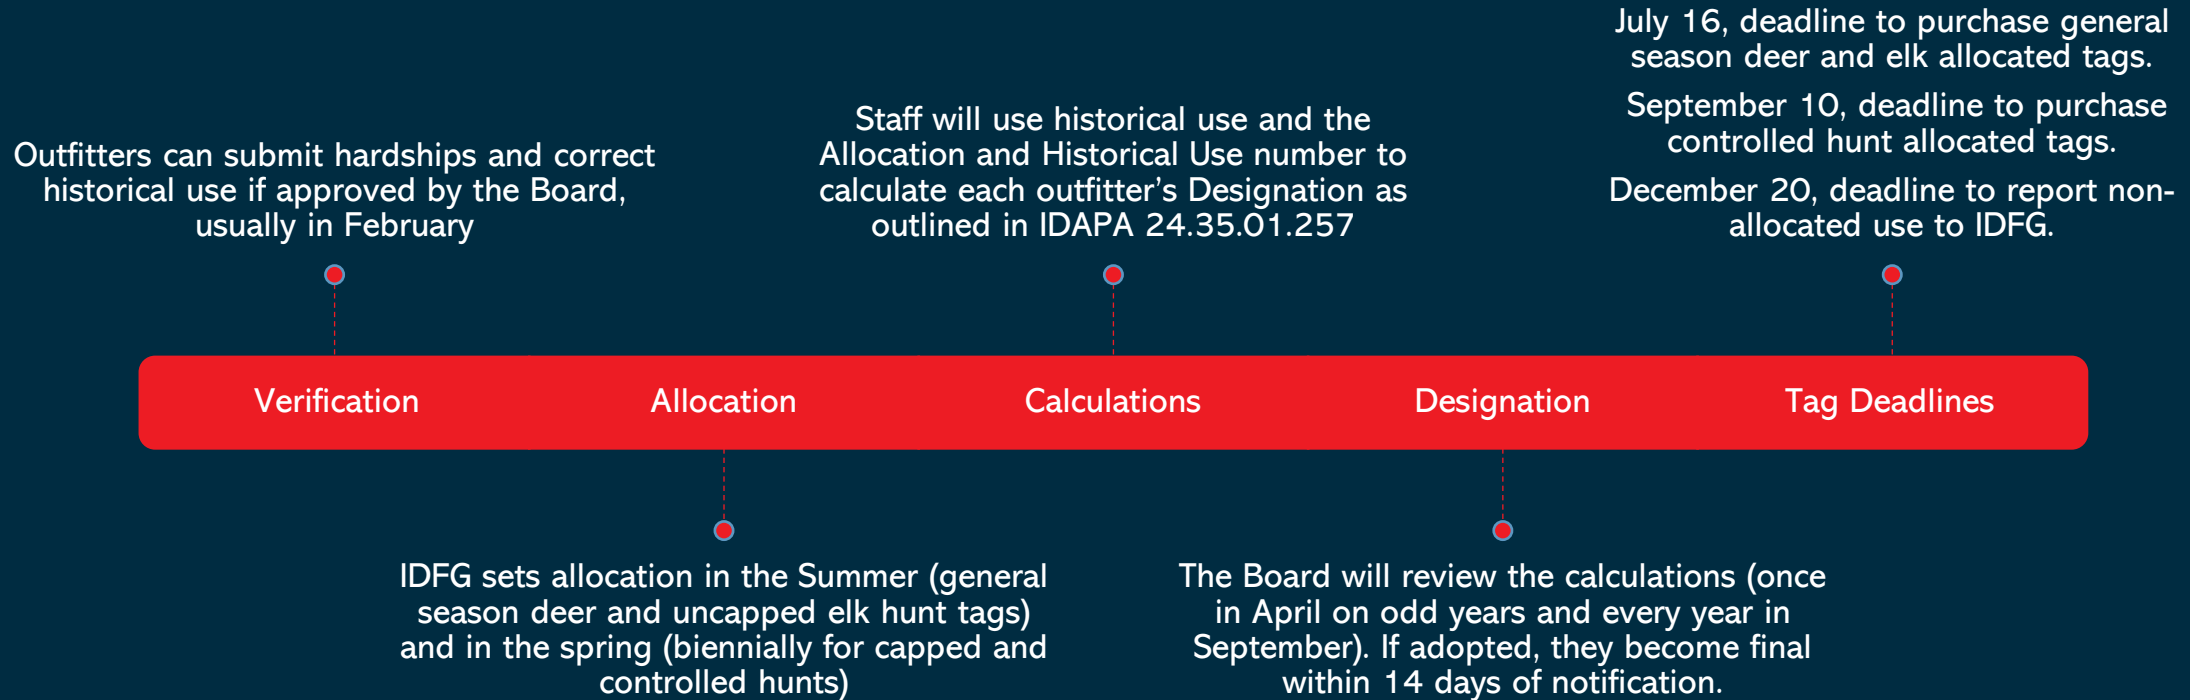 Outfitters can submit hardships and correct
historical use if approved by the Board,
usually in February
Staff will use historical use and the
Allocation and Historical Use number to
calculate each outfitter's Designation as
outlined in IDAPA 24.35.01.257
July 16, deadline to purchase general
season deer and elk allocated tags.
September 10, deadline to purchase
controlled hunt allocated tags.
December 20, deadline to report non-
allocated use to IDFG.
Verification
Allocation
Calculations
Designation
Tag Deadlines
IDFG sets allocation in the Summer (general
season deer and uncapped elk hunt tags)
and in the spring (biennially for capped and
controlled hunts)
The Board will review the calculations (once
in April on odd years and every year in
September). If adopted, they become final
within 14 days of notification.